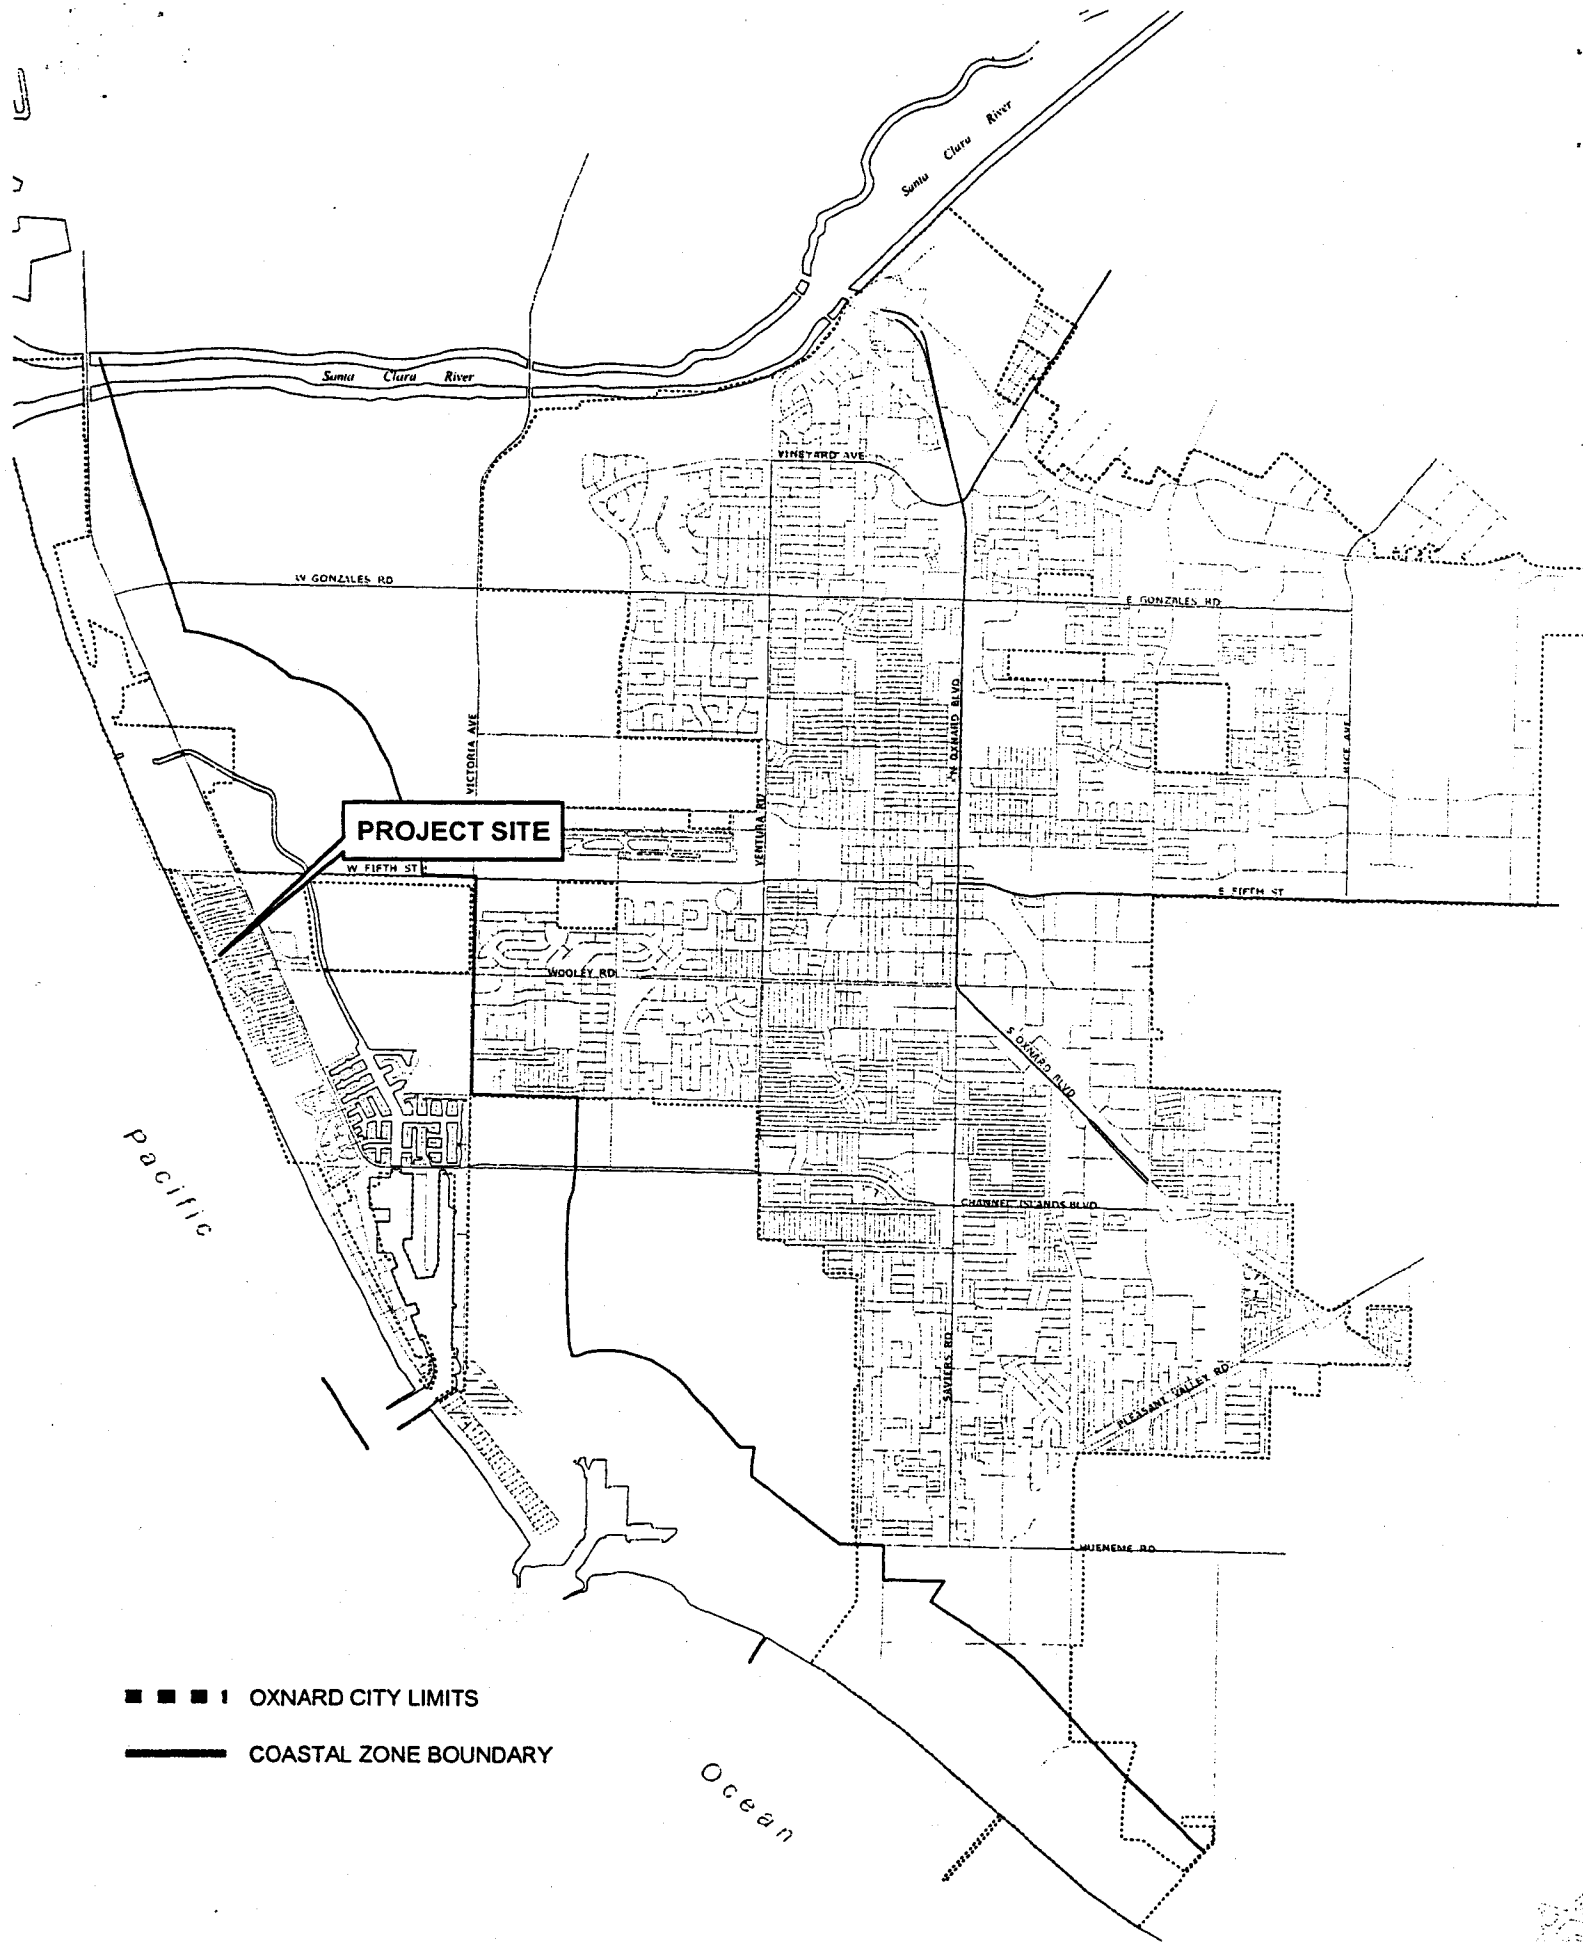 Santa Clara River
Santa Clara River
VINEYARD AVE
W GONZALES RD
E GONZALES RD
N OXNARD BLVD
VICTORIA AVE
RICE AVE
VENTURA RD
PROJECT SITE
W FIFTH ST
E FIFTH ST
WOOLEY RD
S OXNARD BLVD
Pacific
CHANNEL ISLANDS BLVD
SAVIERS RD
PLEASANT VALLEY RD
HUENEME RD
OXNARD CITY LIMITS
COASTAL ZONE BOUNDARY
Ocean